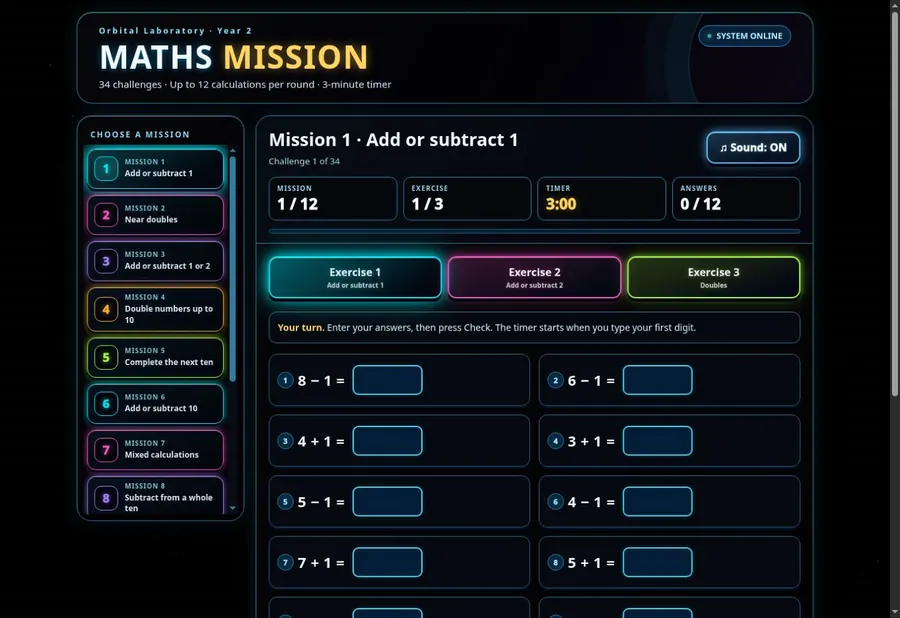 Orbital Laboratory · Year 2
MATHS MISSION
34 challenges · Up to 12 calculations per round · 3-minute timer
SYSTEM ONLINE
CHOOSE A MISSION
1
MISSION 1
Add or subtract 1
2
MISSION 2
Near doubles
3
MISSION 3
Add or subtract 1 or 2
4
MISSION 4
Double numbers up to
10
5
MISSION 5
Complete the next ten
6
MISSION 6
Add or subtract 10
7
MISSION 7
Mixed calculations
8
MISSION 8
Subtract from a whole
ten
Mission 1 · Add or subtract 1
Challenge 1 of 34
♫ Sound: ON
MISSION
1 / 12
EXERCISE
1 / 3
TIMER
3:00
ANSWERS
0 / 12
Exercise 1
Add or subtract 1
Exercise 2
Add or subtract 2
Exercise 3
Doubles
Your turn. Enter your answers, then press Check. The timer starts when you type your first digit.
1 8 − 1 =
2 6 − 1 =
3 4 + 1 =
4 3 + 1 =
5 5 − 1 =
6 4 − 1 =
7 7 + 1 =
8 5 + 1 =